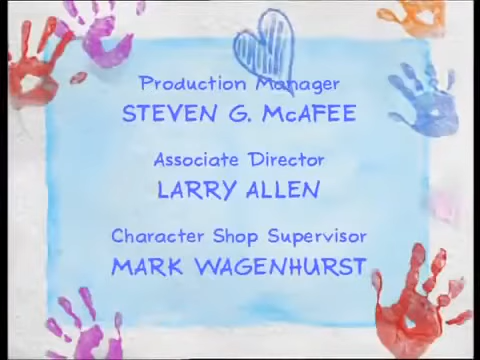 Production Manager
STEVEN G. McAFEE
Associate Director
LARRY ALLEN
Character Shop Supervisor
MARK WAGENHURST